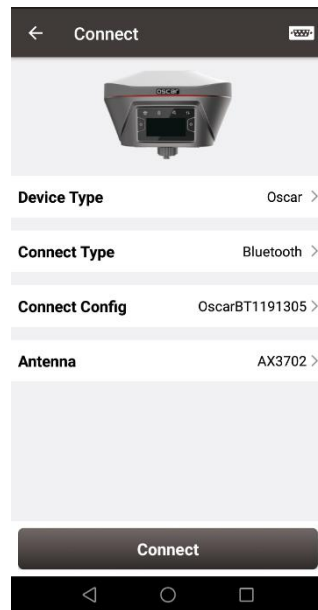 Connect
OSCAR
Device Type Oscar
Connect Type Bluetooth
Connect Config OscarBT1191305
Antenna AX3702
Connect